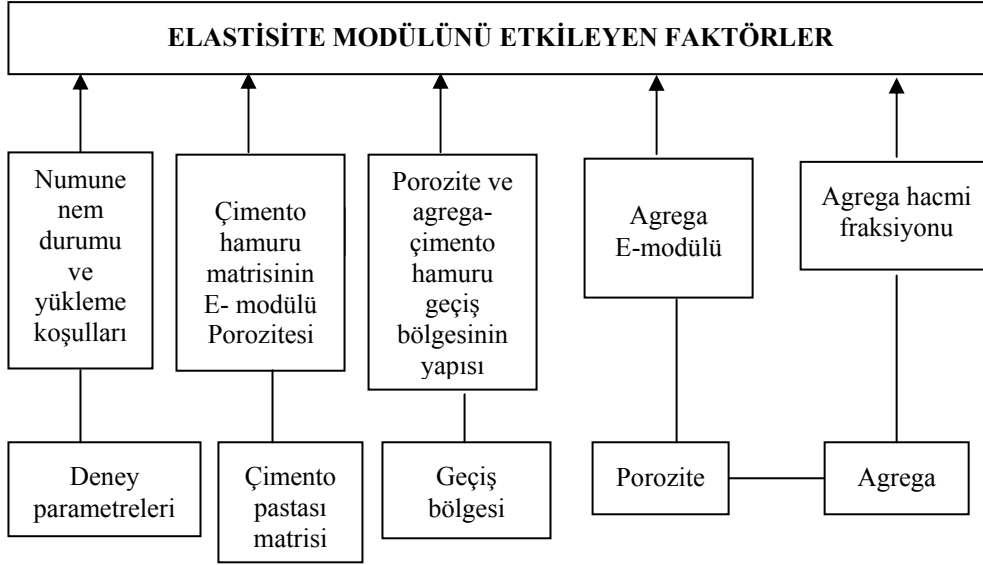 ELASTİSİTE MODÜLÜNÜ ETKİLEYEN FAKTÖRLER
Numune
nem
durumu
ve
yükleme
koşulları
Çimento
hamuru
matrisinin
E- modülü
Porozitesi
Porozite ve
agrega-
çimento
hamuru
geçiş
bölgesinin
yapısı
Agrega
E-modülü
Agrega hacmi
fraksiyonu
Deney
parametreleri
Çimento
pastası
matrisi
Geçiş
bölgesi
Porozite
Agrega